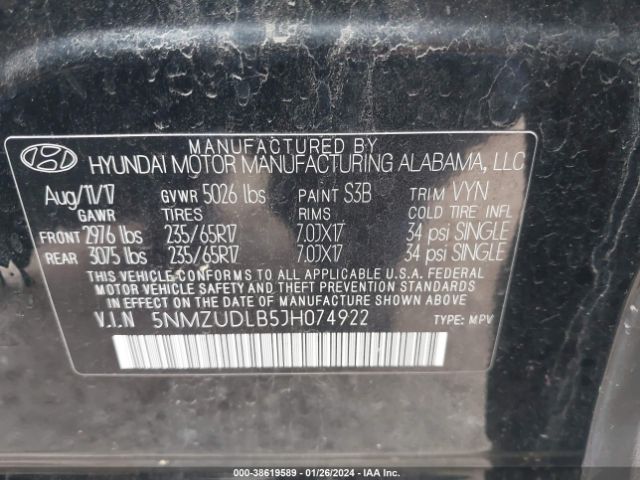 MANUFACTURED BY
HYUNDAI MOTOR MANUFACTURING ALABAMA, LLC
Aug/11/17 GVWR 5026 lbs PAINT S3B TRIM VYN
GAWR TIRES RIMS COLD TIRE INFL
FRONT 2976 lbs 235/65R17 7.0JX17 34 psi SINGLE
REAR 3075 lbs 235/65R17 7.0JX17 34 psi SINGLE
THIS VEHICLE CONFORMS TO ALL APPLICABLE U.S.A. FEDERAL
MOTOR VEHICLE SAFETY AND THEFT PREVENTION STANDARDS
IN EFFECT ON THE DATE OF MANUFACTURE SHOWN ABOVE.
V.I.N 5NMZUDLB5JH074922
TYPE: MPV
000-38619589 - 01/26/2024 - IAA Inc.